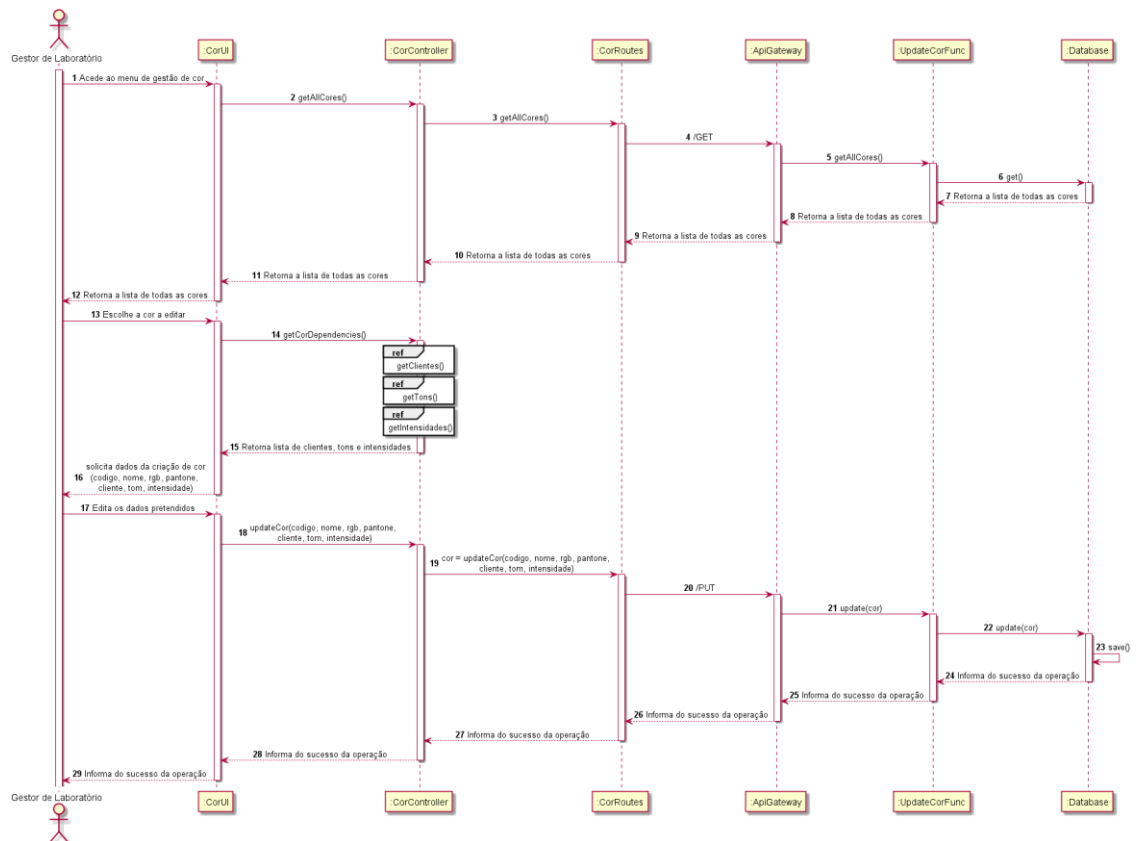 Gestor de Laboratório
:CorUI
:CorController
:CorRoutes
:ApiGateway
:UpdateCorFunc
:Database
1 Acede ao menu de gestão de cor
2 getAllCores()
3 getAllCores()
4 /GET
5 getAllCores()
6 get()
7 Retorna a lista de todas as cores
8 Retorna a lista de todas as cores
9 Retorna a lista de todas as cores
10 Retorna a lista de todas as cores
11 Retorna a lista de todas as cores
12 Retorna a lista de todas as cores
13 Escolhe a cor a editar
14 getCorDependencies()
ref
getClientes()
ref
getTons()
ref
getIntensidades()
15 Retorna lista de clientes, tons e intensidades
solicita dados da criação de cor
16 (codigo, nome, rgb, pantone,
cliente, tom, intensidade)
17 Edita os dados pretendidos
18 updateCor(codigo, nome, rgb, pantone,
cliente, tom, intensidade)
19 cor = updateCor(codigo, nome, rgb, pantone,
cliente, tom, intensidade)
20 /PUT
21 update(cor)
22 update(cor)
23 save()
24 Informa do sucesso da operação
25 Informa do sucesso da operação
26 Informa do sucesso da operação
27 Informa do sucesso da operação
28 Informa do sucesso da operação
29 Informa do sucesso da operação
Gestor de Laboratório
:CorUI
:CorController
:CorRoutes
:ApiGateway
:UpdateCorFunc
:Database